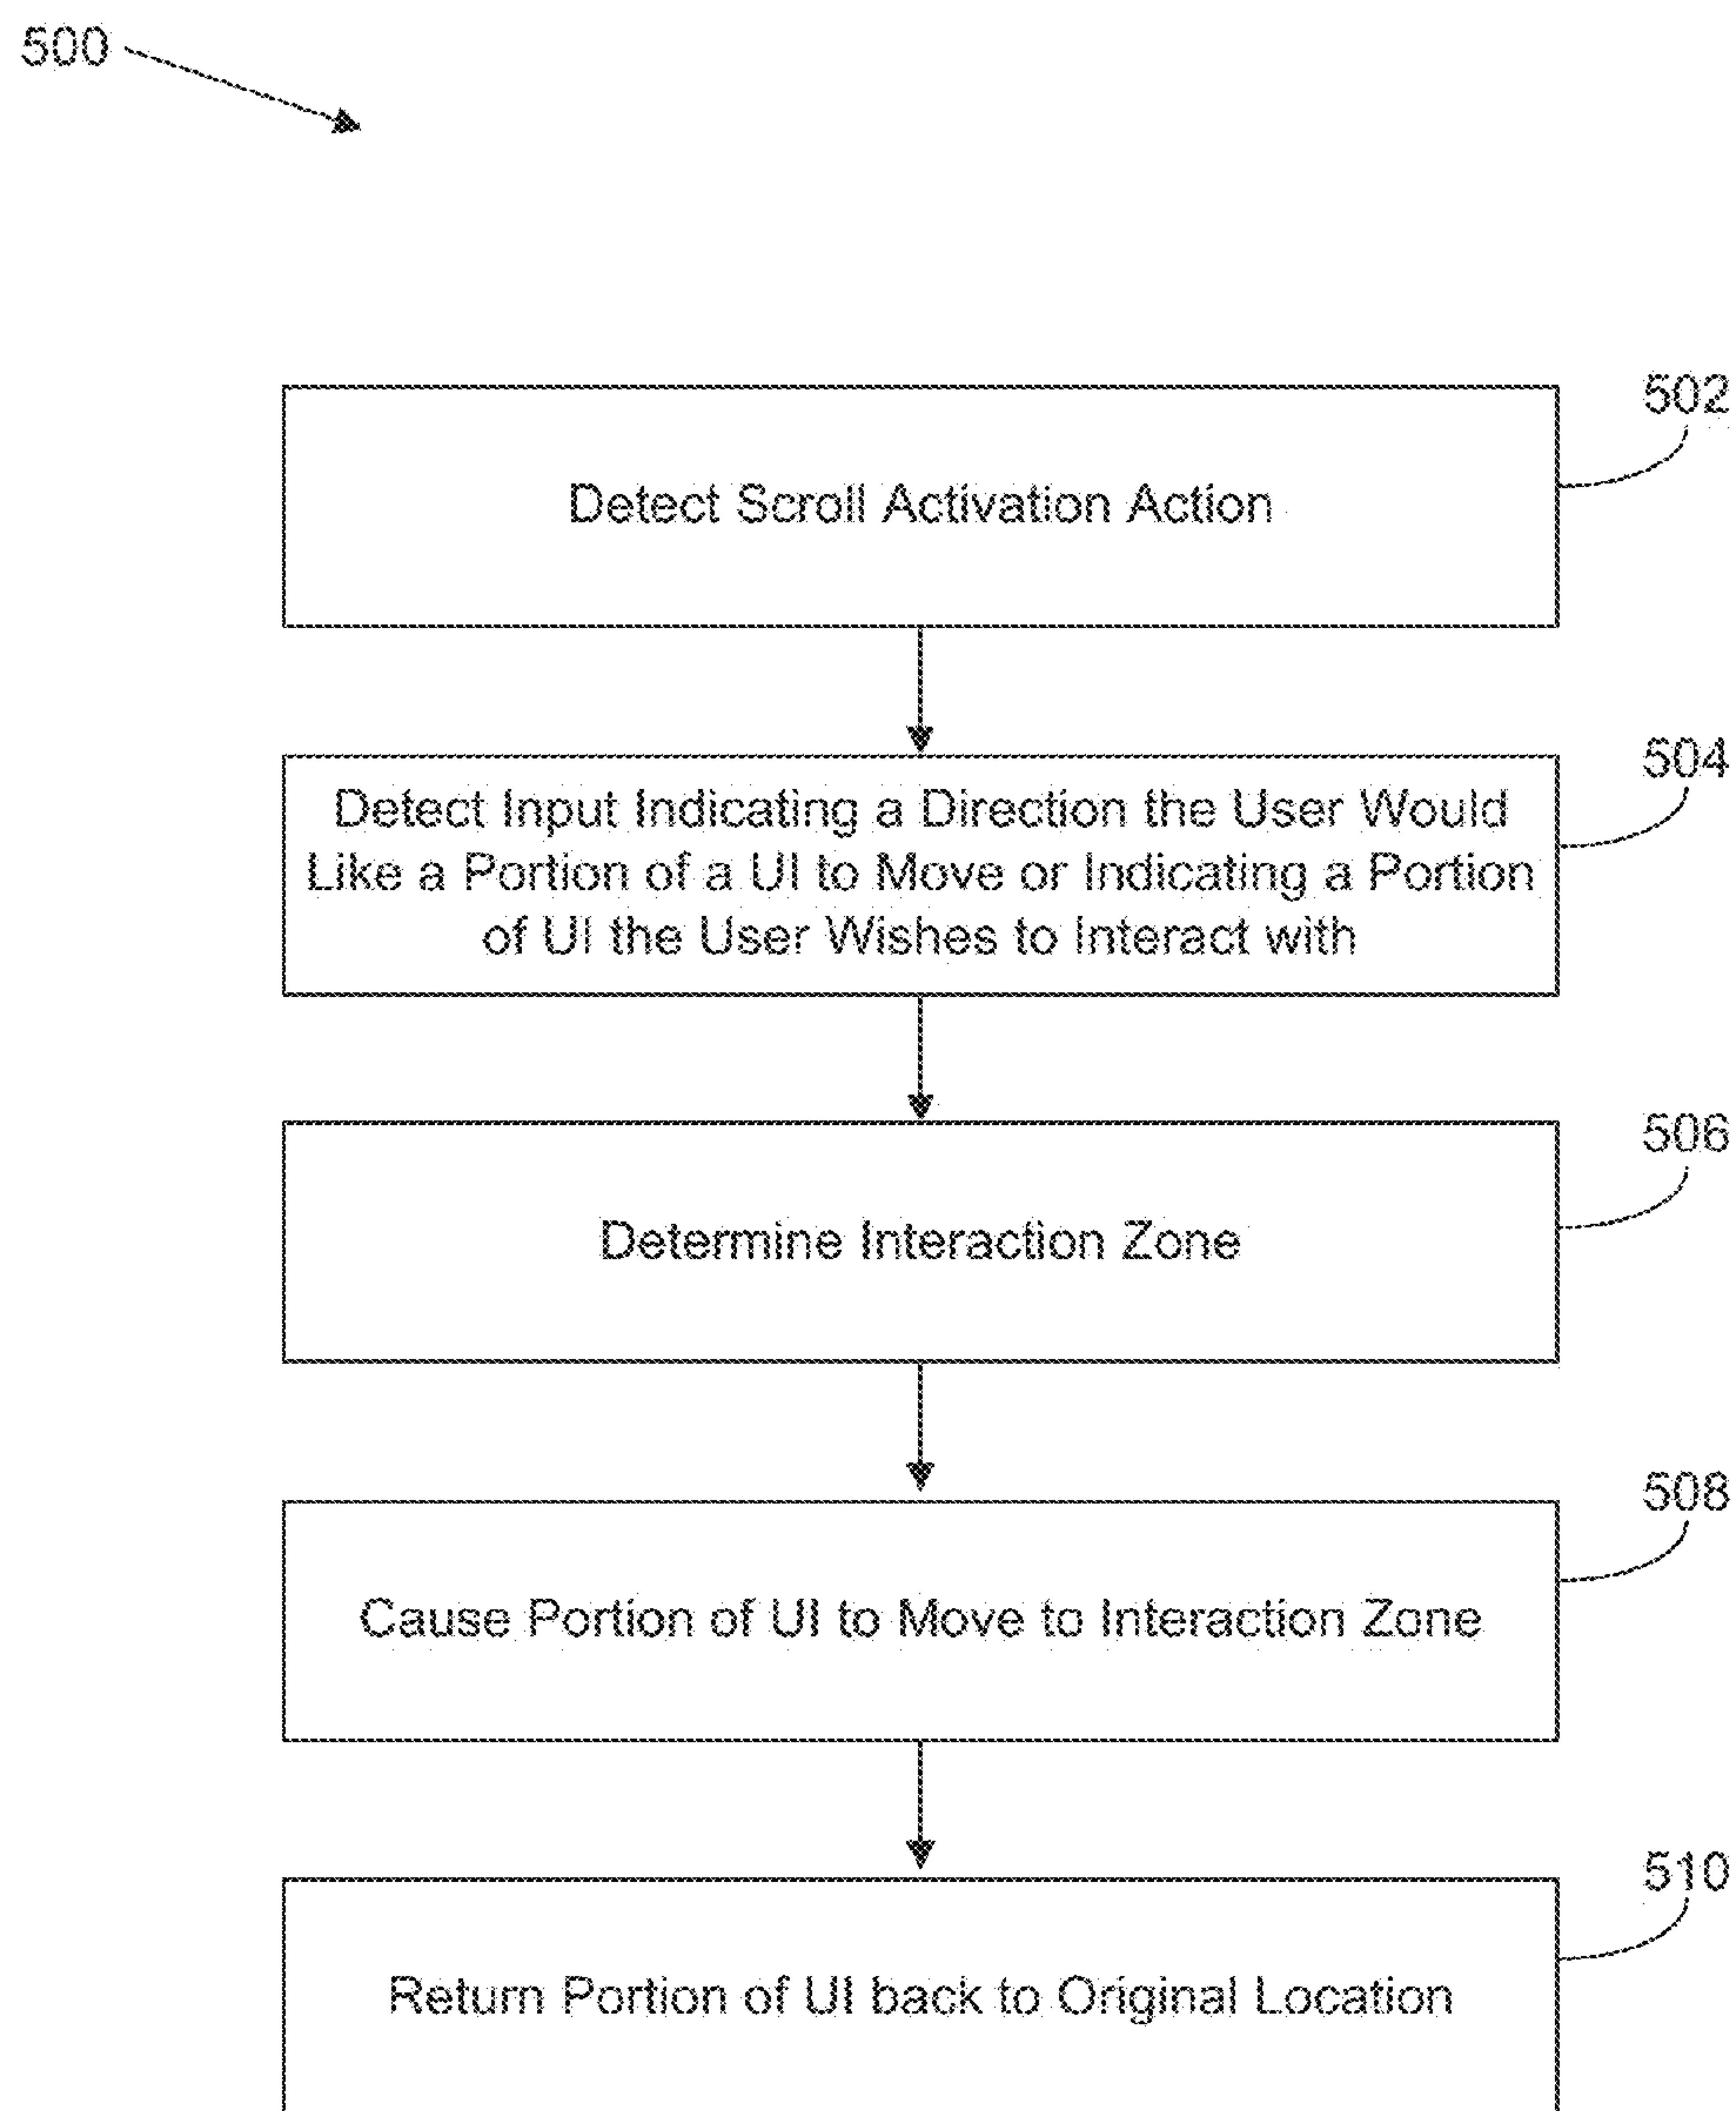 500
502
Detect Scroll Activation Action
504
Detect Input Indicating a Direction the User Would
Like a Portion of a UI to Move or Indicating a Portion
of UI the User Wishes to Interact with
506
Determine Interaction Zone
508
Cause Portion of UI to Move to Interaction Zone
510
Return Portion of UI back to Original Location